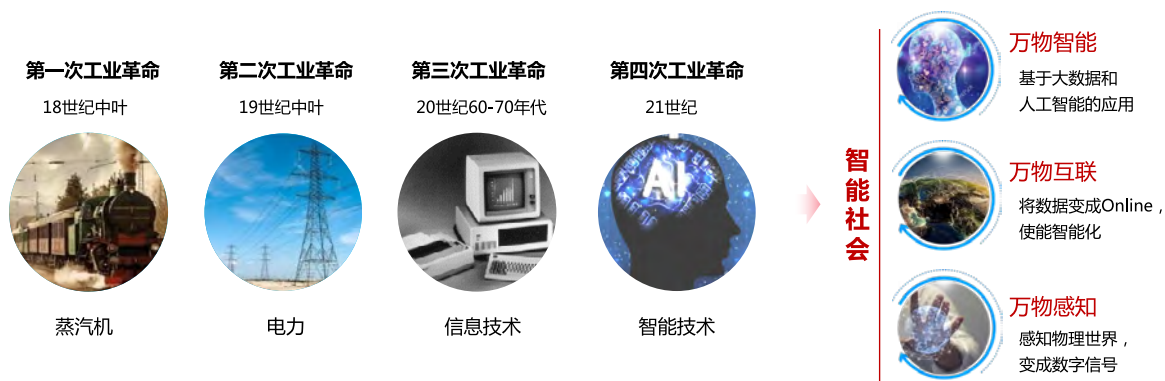 第一次工业革命
18世纪中叶
蒸汽机
第二次工业革命
19世纪中叶
电力
第三次工业革命
20世纪60-70年代
信息技术
第四次工业革命
21世纪
AI
智能技术
智能社会
万物智能
基于大数据和
人工智能的应用
万物互联
将数据变成Online，
使能智能化
万物感知
感知物理世界，
变成数字信号